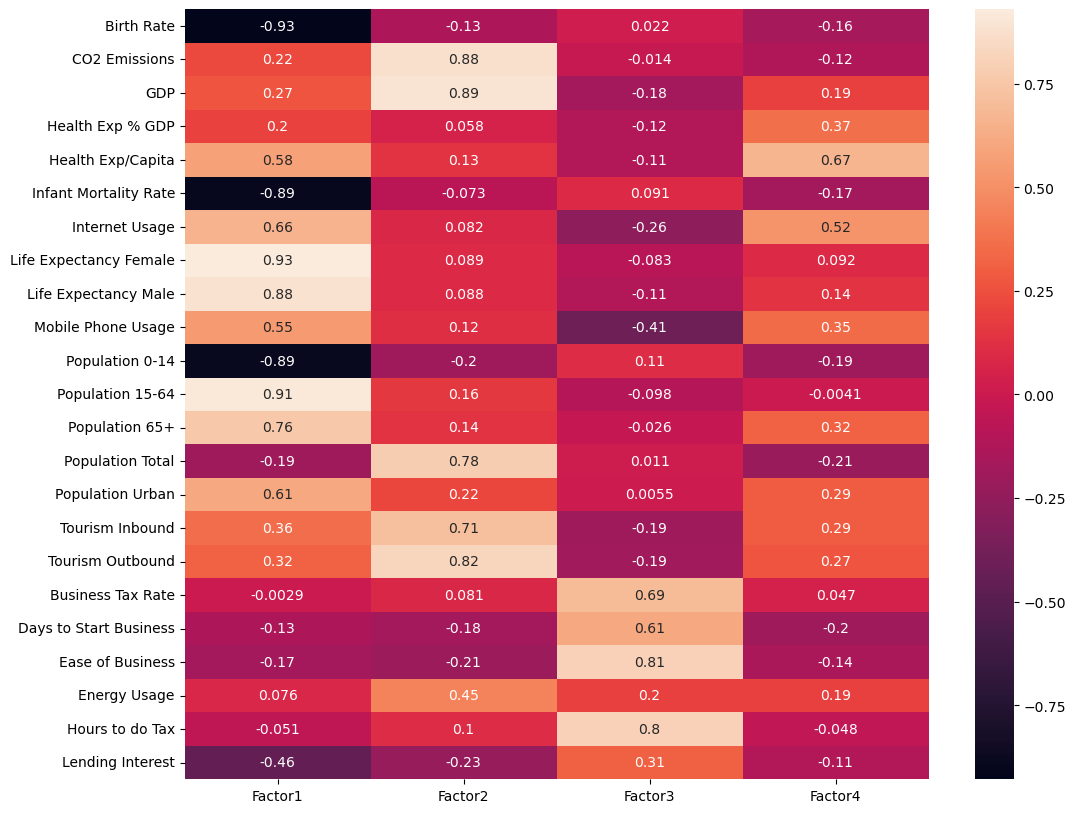 Birth Rate -0.93 -0.13 0.022 -0.16
CO2 Emissions 0.22 0.88 -0.014 -0.12
GDP 0.27 0.89 -0.18 0.19
Health Exp % GDP 0.2 0.058 -0.12 0.37
Health Exp/Capita 0.58 0.13 -0.11 0.67
Infant Mortality Rate -0.89 -0.073 0.091 -0.17
Internet Usage 0.66 0.082 -0.26 0.52
Life Expectancy Female 0.93 0.089 -0.083 0.092
Life Expectancy Male 0.88 0.088 -0.11 0.14
Mobile Phone Usage 0.55 0.12 -0.41 0.35
Population 0-14 -0.89 -0.2 0.11 -0.19
Population 15-64 0.91 0.16 -0.098 -0.0041
Population 65+ 0.76 0.14 -0.026 0.32
Population Total -0.19 0.78 0.011 -0.21
Population Urban 0.61 0.22 0.0055 0.29
Tourism Inbound 0.36 0.71 -0.19 0.29
Tourism Outbound 0.32 0.82 -0.19 0.27
Business Tax Rate -0.0029 0.081 0.69 0.047
Days to Start Business -0.13 -0.18 0.61 -0.2
Ease of Business -0.17 -0.21 0.81 -0.14
Energy Usage 0.076 0.45 0.2 0.19
Hours to do Tax -0.051 0.1 0.8 -0.048
Lending Interest -0.46 -0.23 0.31 -0.11
Factor1 Factor2 Factor3 Factor4
0.75
0.50
0.25
0.00
−0.25
−0.50
−0.75